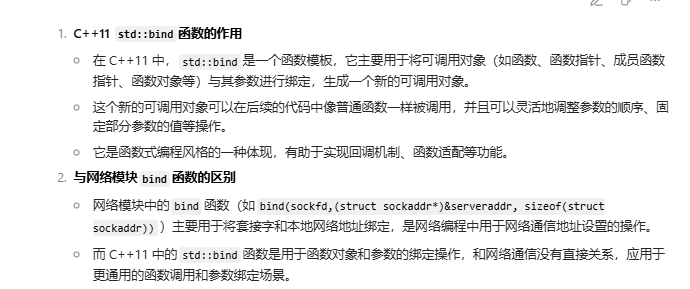 1. C++11 std::bind 函数的作用
在 C++11 中，std::bind 是一个函数模板，它主要用于将可调用对象（如函数、函数指针、成员函数
指针、函数对象等）与其参数进行绑定，生成一个新的可调用对象。
这个新的可调用对象可以在后续的代码中像普通函数一样被调用，并且可以灵活地调整参数的顺序、固
定部分参数的值等操作。
它是函数式编程风格的一种体现，有助于实现回调机制、函数适配等功能。
2. 与网络模块 bind 函数的区别
网络模块中的 bind 函数（如 bind(sockfd,(struct sockaddr*)&serveraddr, sizeof(struct
sockaddr)) ）主要用于将套接字和本地网络地址绑定，是网络编程中用于网络通信地址设置的操作。
而 C++11 中的 std::bind 函数是用于函数对象和参数的绑定操作，和网络通信没有直接关系，应用于
更通用的函数调用和参数绑定场景。